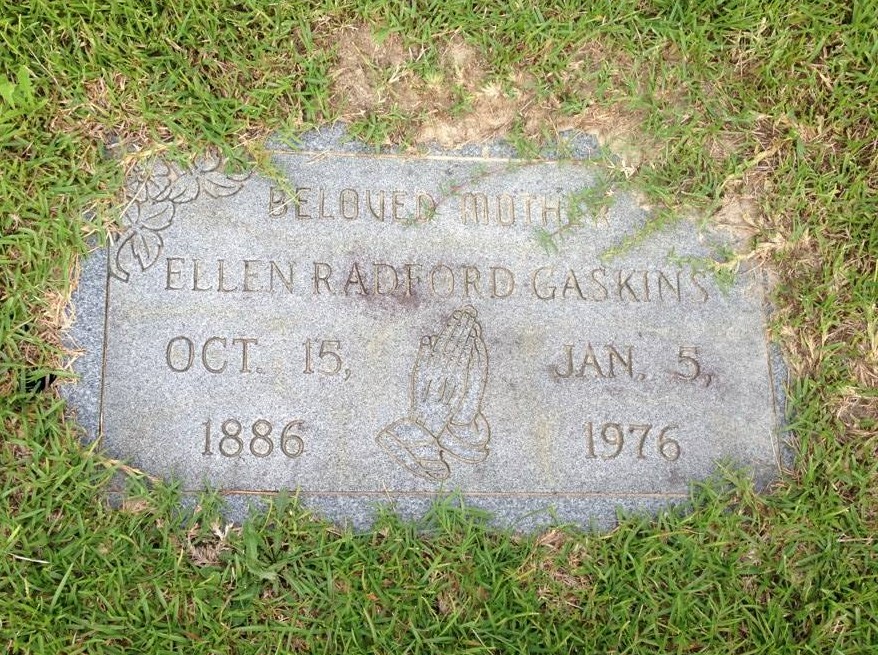 BELOVED MOTHER
ELLEN RADFORD GASKINS
OCT. 15, JAN. 5,
1886 1976